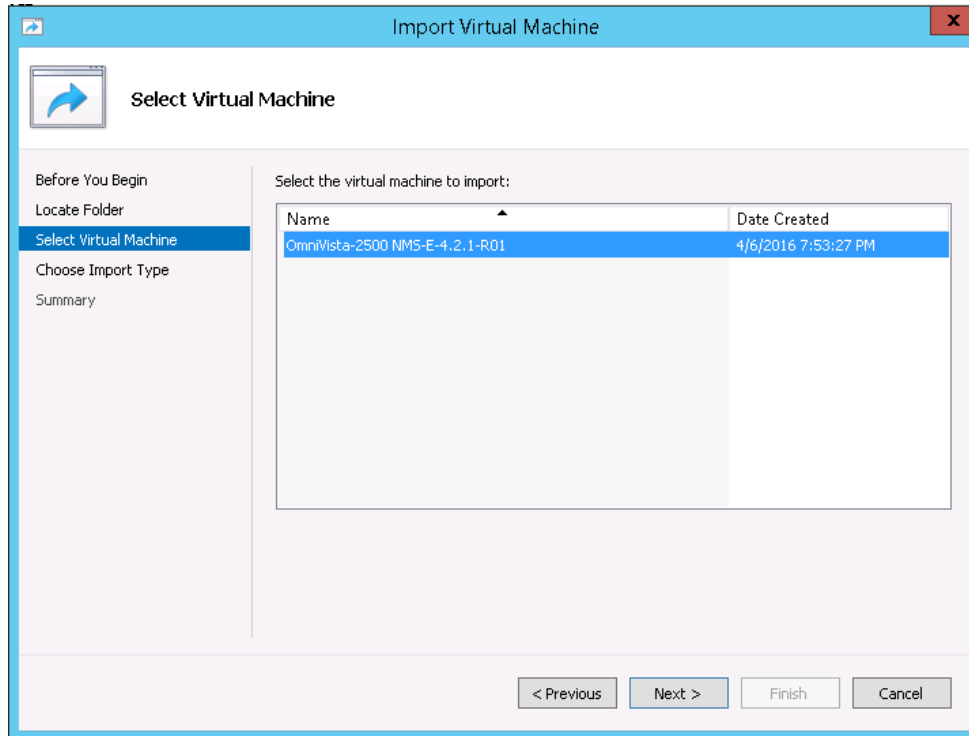 Import Virtual Machine
x
Select Virtual Machine
Before You Begin
Locate Folder
Select Virtual Machine
Choose Import Type
Summary
Select the virtual machine to import:
Name Date Created
OmniVista-2500 NMS-E-4.2.1-R01 4/6/2016 7:53:27 PM
< Previous Next > Finish Cancel